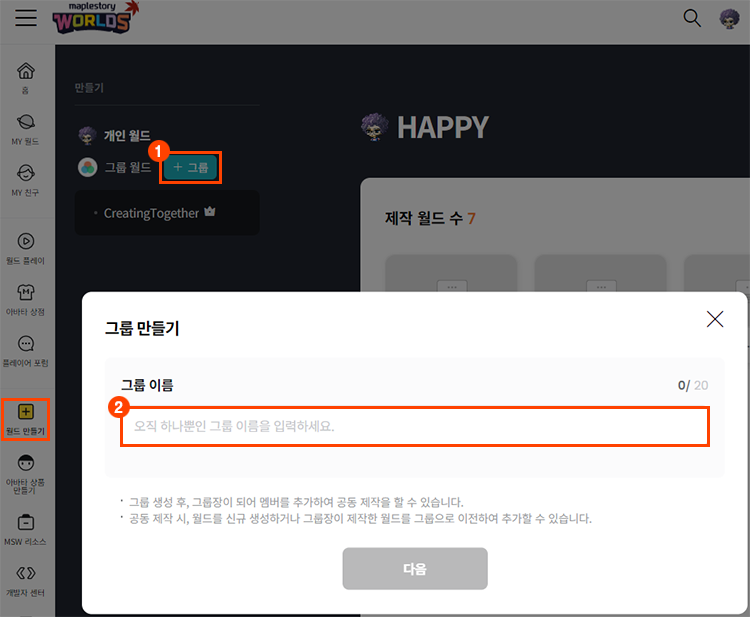 maplestory
WORLDS
홈
MY 월드
MY 친구
월드 플레이
아바타 상점
플레이어 포럼
월드 만들기
아바타 상품
만들기
MSW 리소스
개발자 센터
만들기
개인 월드
1
그룹 월드
+ 그룹
CreatingTogether
HAPPY
제작 월드 수 7
그룹 만들기
그룹 이름
0/ 20
2
오직 하나뿐인 그룹 이름을 입력하세요.
· 그룹 생성 후, 그룹장이 되어 멤버를 추가하여 공동 제작을 할 수 있습니다.
· 공동 제작 시, 월드를 신규 생성하거나 그룹장이 제작한 월드를 그룹으로 이전하여 추가할 수 있습니다.
다음